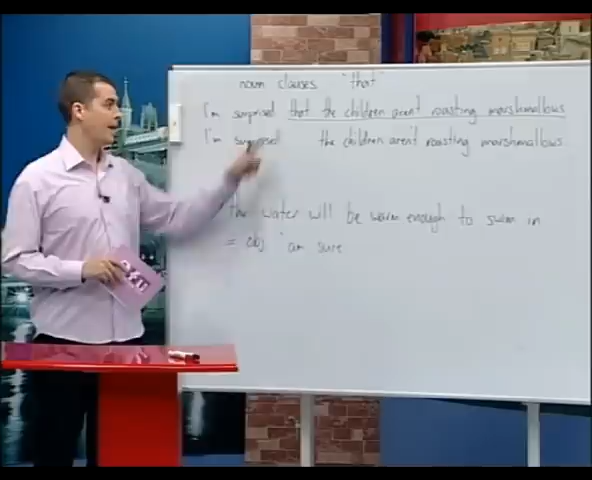 noun clauses "that"
I'm surprised that the children aren't roasting marshmallows
I'm surprised the children aren't roasting marshmallows
the water will be warm enough to swim in
= obj am sure